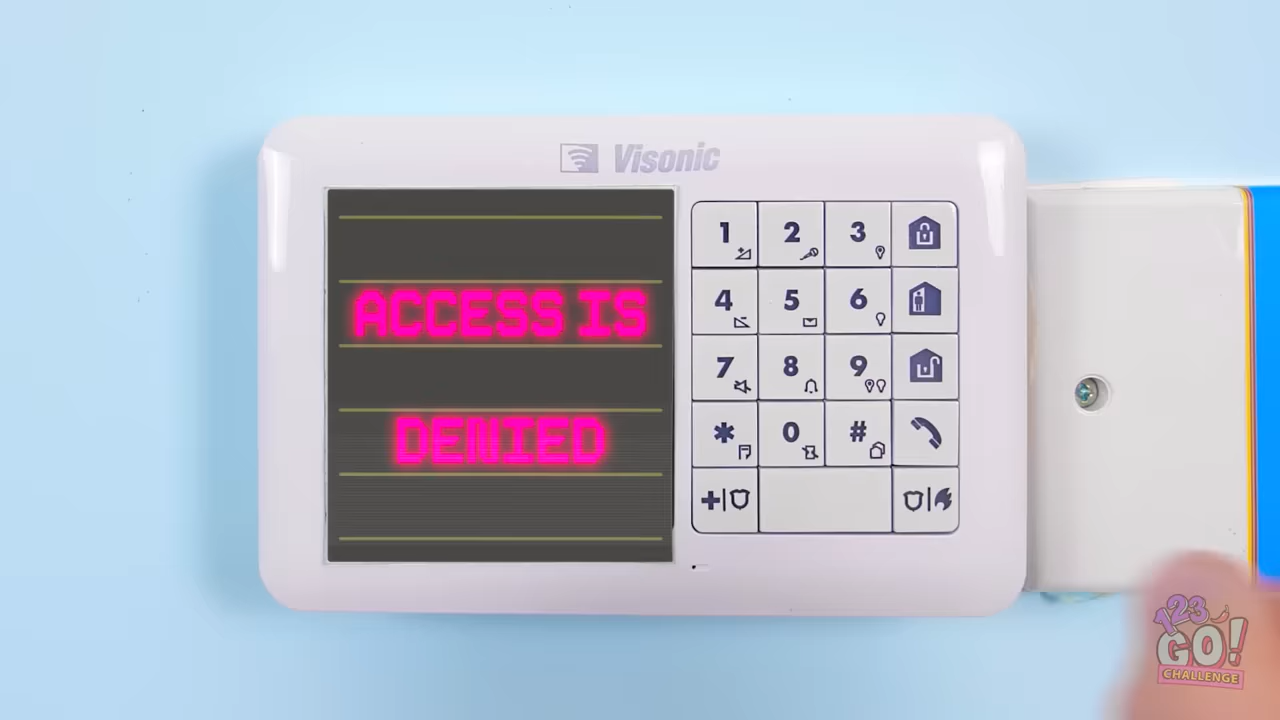 Visonic
ACCESS IS
DENIED
1 2 3
4 5 6
7 8 9
* 0 #
+|
|
123
GO!
CHALLENGE